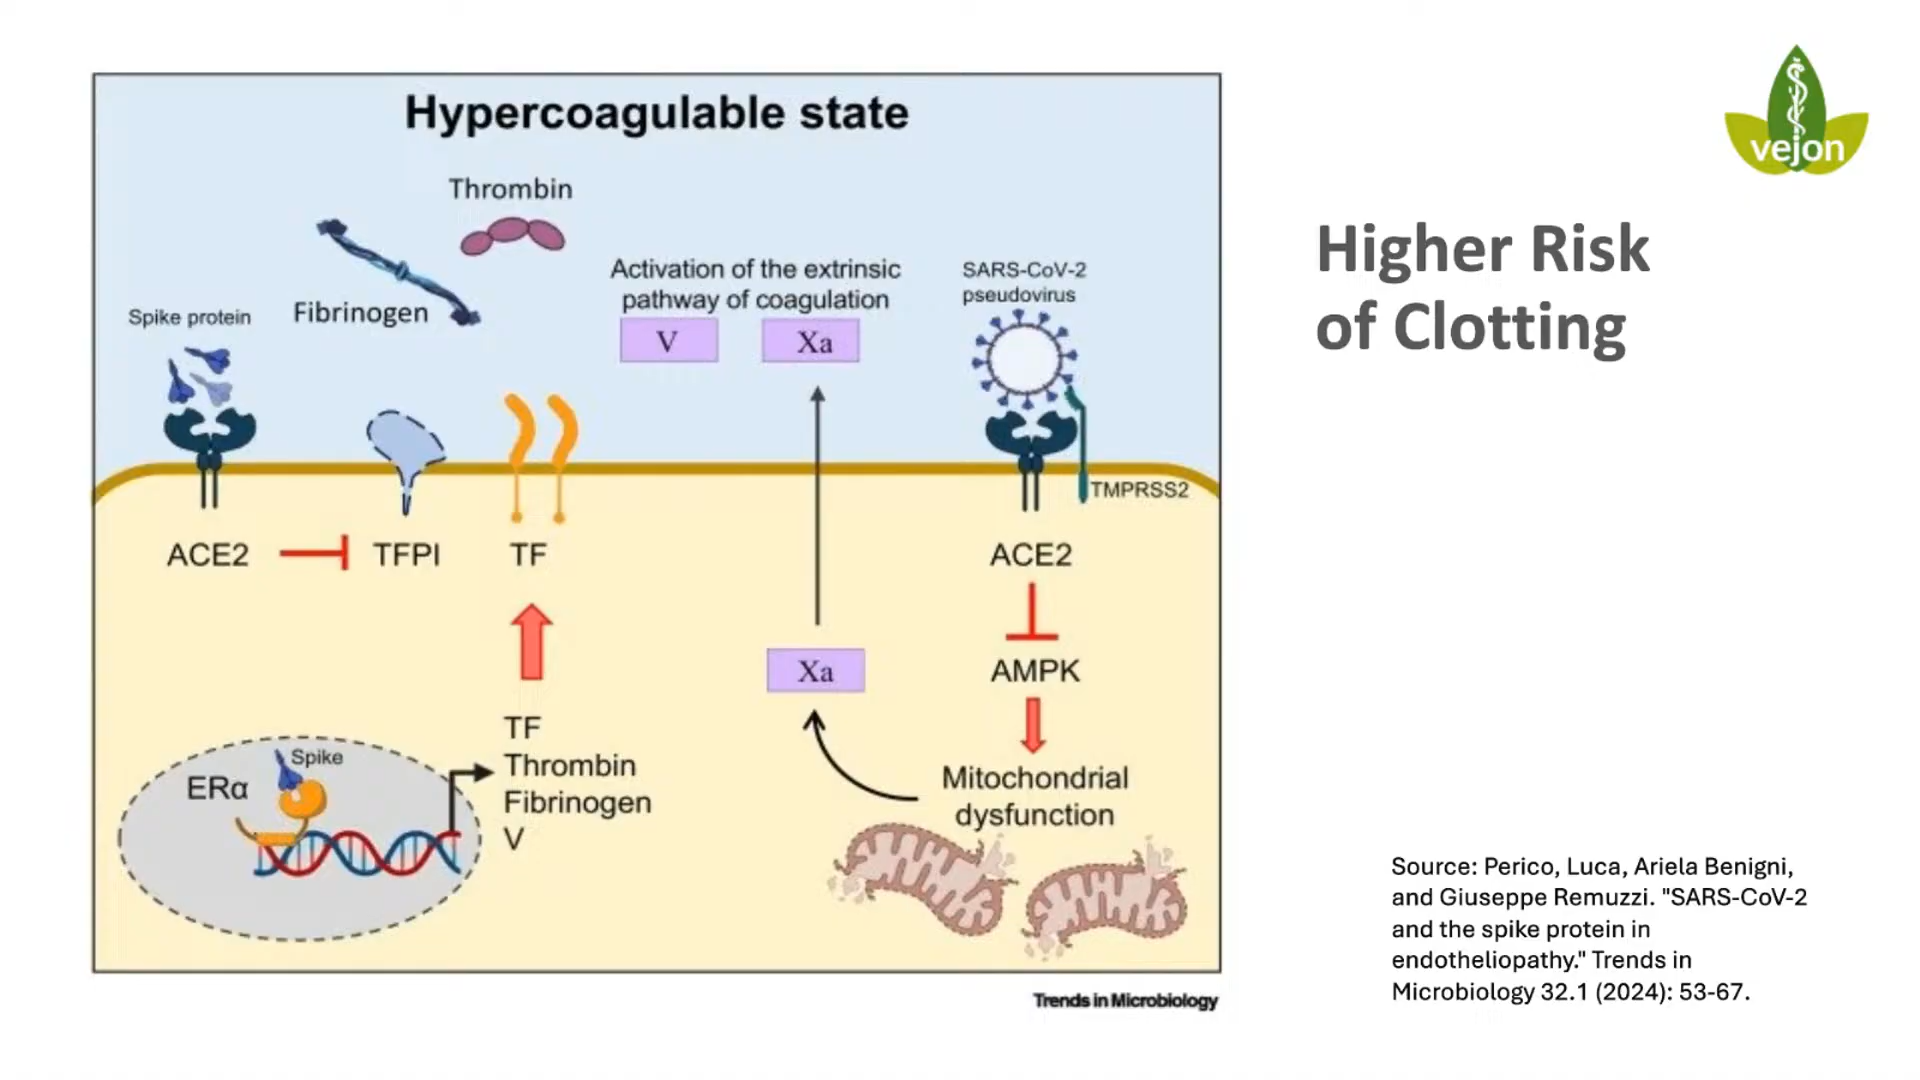 Hypercoagulable state
Thrombin
Fibrinogen
Spike protein
Activation of the extrinsic
pathway of coagulation
V
Xa
SARS-CoV-2
pseudovirus
TMPRSS2
ACE2
TFPI
TF
ACE2
AMPK
Xa
Mitochondrial
dysfunction
ERα
Spike
TF
Thrombin
Fibrinogen
V
Trends in Microbiology
vejon
Higher Risk
of Clotting
Source: Perico, Luca, Ariela Benigni,
and Giuseppe Remuzzi. "SARS-CoV-2
and the spike protein in
endotheliopathy." Trends in
Microbiology 32.1 (2024): 53-67.